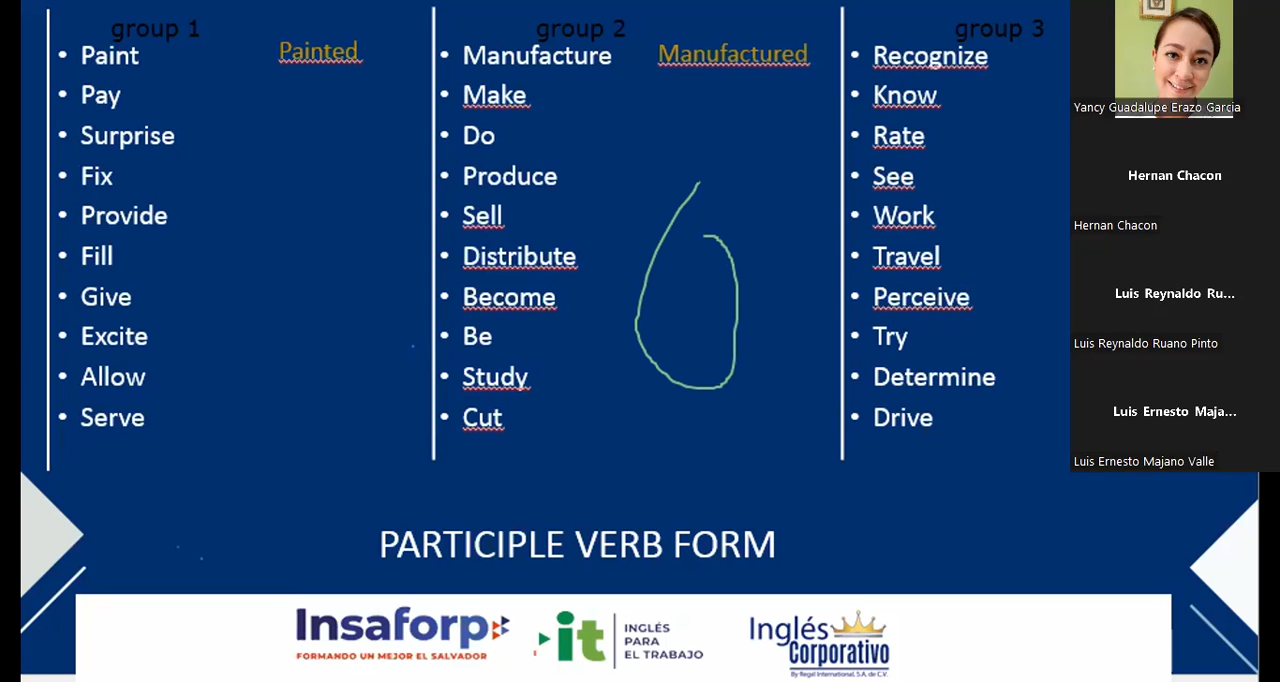 group 1
• Paint Painted
• Pay
• Surprise
• Fix
• Provide
• Fill
• Give
• Excite
• Allow
• Serve
group 2
• Manufacture Manufactured
• Make
• Do
• Produce
• Sell
• Distribute
• Become
• Be
• Study
• Cut
group 3
• Recognize
• Know
• Rate
• See
• Work
• Travel
• Perceive
• Try
• Determine
• Drive
PARTICIPLE VERB FORM
Insaforp
FORMANDO UN MEJOR EL SALVADOR
it
INGLÉS
PARA
EL TRABAJO
Inglés
Corporativo
By Regal International, S.A. de C.V.
Yancy Guadalupe Erazo Garcia
Hernan Chacon
Hernan Chacon
Luis Reynaldo Ru...
Luis Reynaldo Ruano Pinto
Luis Ernesto Maja...
Luis Ernesto Majano Valle